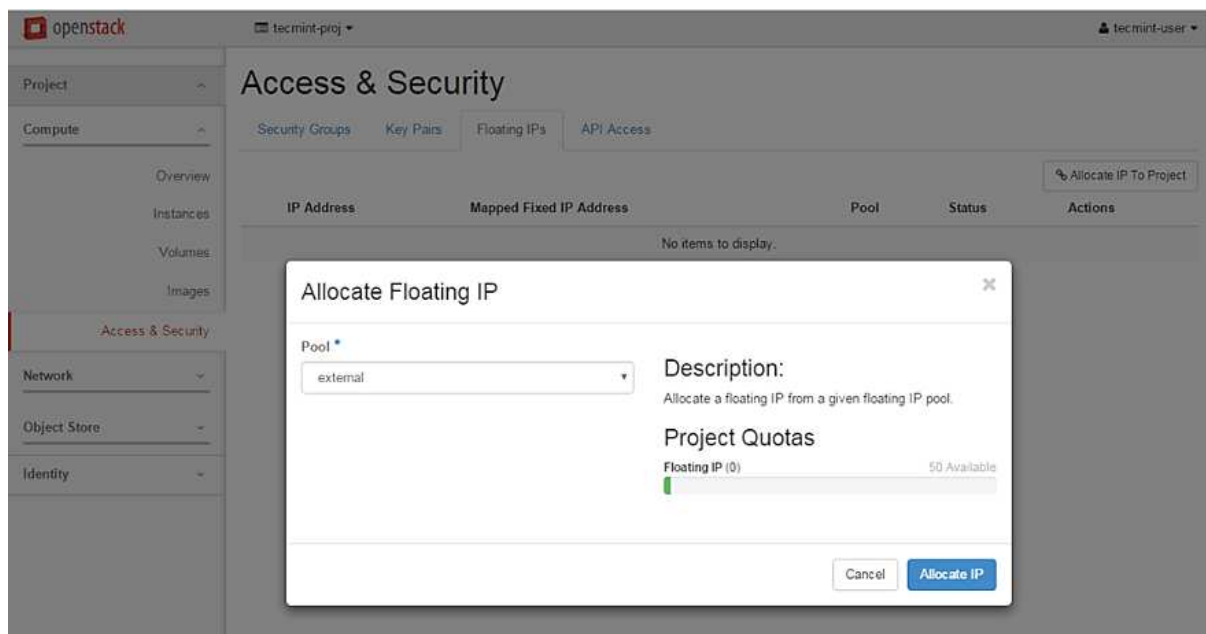 openstack
tecmint-proj
tecmint-user
Project
Compute
Overview
Instances
Volumes
Images
Access & Security
Network
Object Store
Identity
Access & Security
Security Groups Key Pairs Floating IPs API Access
Allocate IP To Project
IP Address Mapped Fixed IP Address Pool Status Actions
No items to display.
Allocate Floating IP
Pool *
external
Description:
Allocate a floating IP from a given floating IP pool.
Project Quotas
Floating IP (0) 50 Available
Cancel Allocate IP